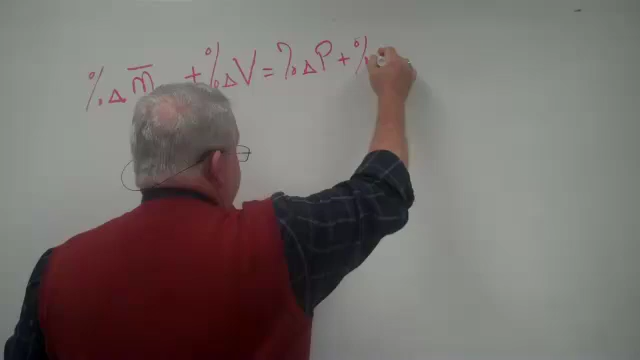 %Δm̅ + %ΔV = %ΔP + %